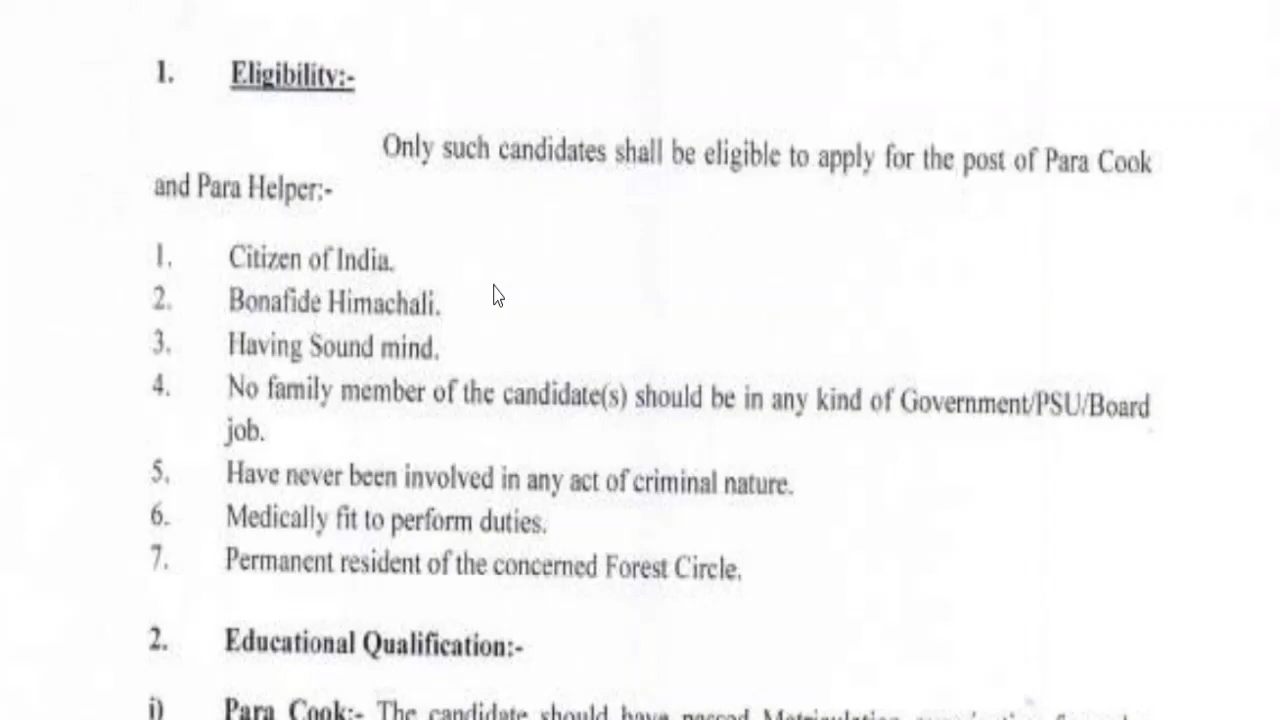 1. Eligibility:-
Only such candidates shall be eligible to apply for the post of Para Cook
and Para Helper:-
1. Citizen of India.
2. Bonafide Himachali.
3. Having Sound mind.
4. No family member of the candidate(s) should be in any kind of Government/PSU/Board
job.
5. Have never been involved in any act of criminal nature.
6. Medically fit to perform duties.
7. Permanent resident of the concerned Forest Circle.
2. Educational Qualification:-
i) Para Cook:- The candidate should have passed Matriculation